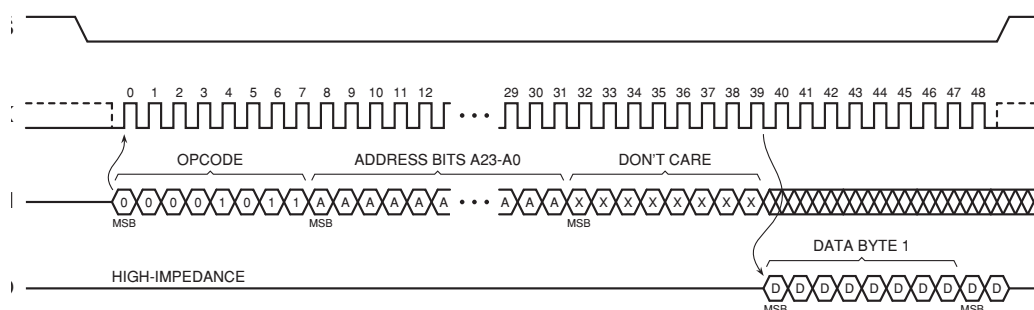 0 1 2 3 4 5 6 7 8 9 10 11 12 29 30 31 32 33 34 35 36 37 38 39 40 41 42 43 44 45 46 47 48
OPCODE ADDRESS BITS A23-A0 DON'T CARE
0 0 0 0 1 0 1 1 A A A A A A A A A X X X X X X X X
MSB MSB MSB
DATA BYTE 1
HIGH-IMPEDANCE
D D D D D D D D D D
MSB MSB